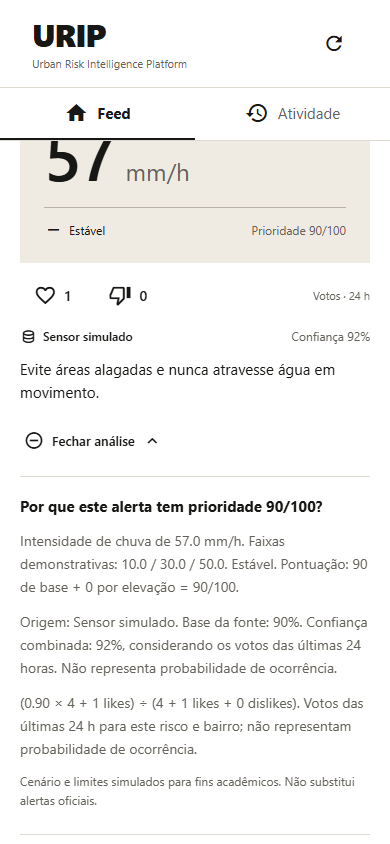 URIP
Urban Risk Intelligence Platform
Feed
Atividade
57 mm/h
Estável
Prioridade 90/100
1
0
Votos · 24 h
Sensor simulado
Confiança 92%
Evite áreas alagadas e nunca atravesse água em
movimento.
Fechar análise
Por que este alerta tem prioridade 90/100?
Intensidade de chuva de 57.0 mm/h. Faixas
demonstrativas: 10.0 / 30.0 / 50.0. Estável. Pontuação: 90
de base + 0 por elevação = 90/100.
Origem: Sensor simulado. Base da fonte: 90%. Confiança
combinada: 92%, considerando os votos das últimas 24
horas. Não representa probabilidade de ocorrência.
(0.90 × 4 + 1 likes) ÷ (4 + 1 likes + 0 dislikes). Votos das
últimas 24 h para este risco e bairro; não representam
probabilidade de ocorrência.
Cenário e limites simulados para fins acadêmicos. Não substitui
alertas oficiais.